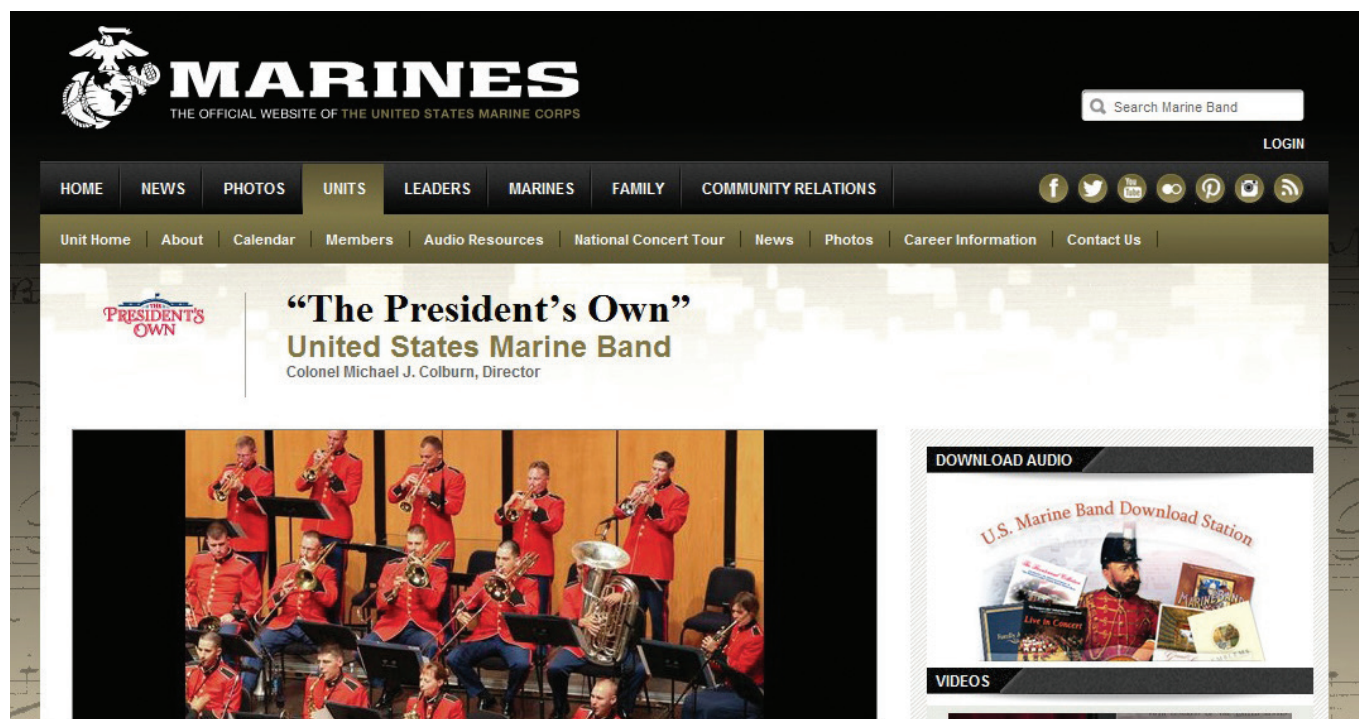 MARINES
THE OFFICIAL WEBSITE OF THE UNITED STATES MARINE CORPS
Search Marine Band
LOGIN
HOME NEWS PHOTOS UNITS LEADERS MARINES FAMILY COMMUNITY RELATIONS
Unit Home About Calendar Members Audio Resources National Concert Tour News Photos Career Information Contact Us
THE
PRESIDENT'S
OWN
“The President’s Own”
United States Marine Band
Colonel Michael J. Colburn, Director
DOWNLOAD AUDIO
U.S. Marine Band Download Station
Live in Concert
VIDEOS